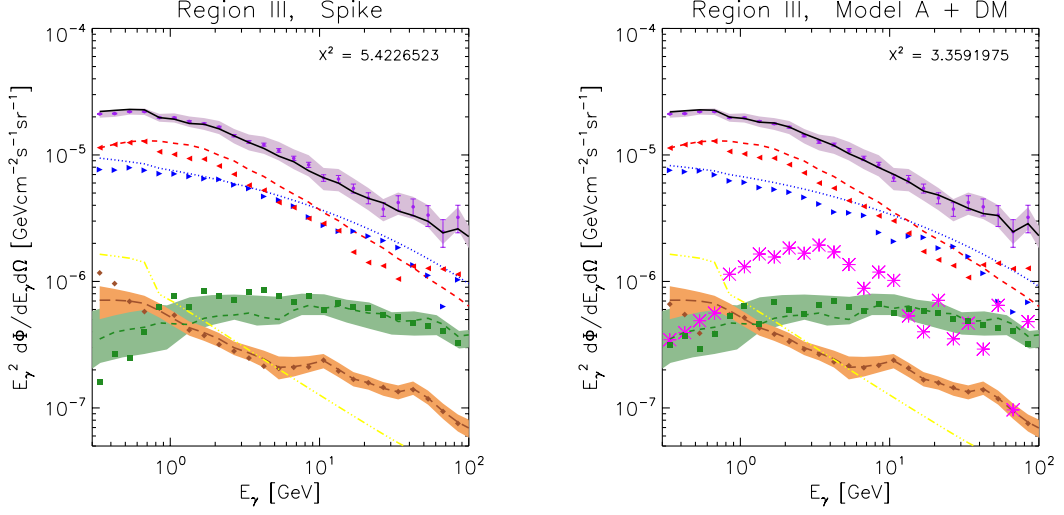 Region III, Spike
X² = 5.4226523
10⁻⁴
10⁻⁵
10⁻⁶
10⁻⁷
E_γ² dΦ/dE_γdΩ [GeVcm⁻²s⁻¹sr⁻¹]
10⁰ 10¹ 10²
E_γ [GeV]
Region III, Model A + DM
X² = 3.3591975
10⁻⁴
10⁻⁵
10⁻⁶
10⁻⁷
E_γ² dΦ/dE_γdΩ [GeVcm⁻²s⁻¹sr⁻¹]
10⁰ 10¹ 10²
E_γ [GeV]